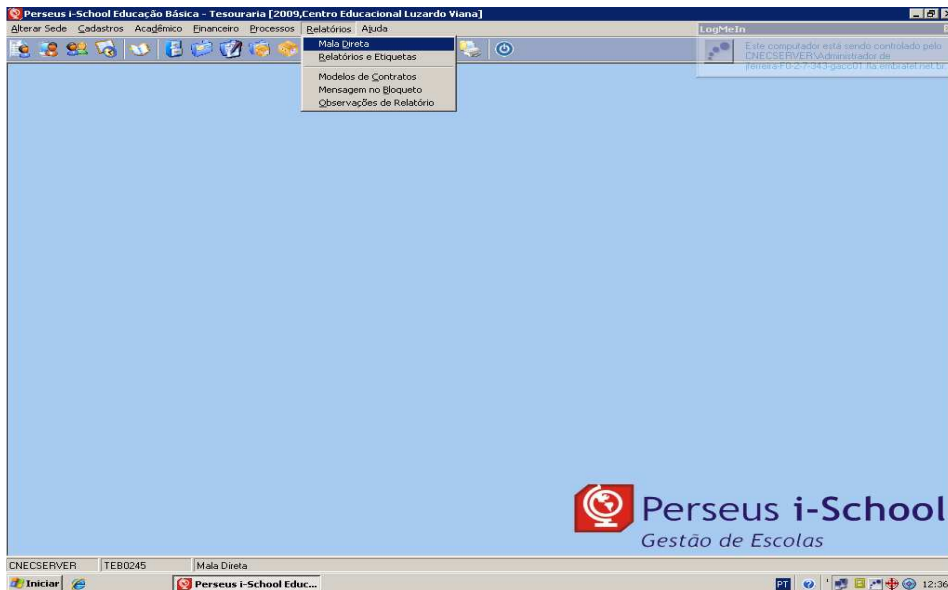 Perseus i-School Educação Básica - Tesouraria [2009,Centro Educacional Luzardo Viana]
Alterar Sede Cadastros Acadêmico Financeiro Processos Relatórios Ajuda
LogMeIn
Mala Direta
Relatórios e Etiquetas
Modelos de Contratos
Mensagem no Bloqueto
Observações de Relatório
Este computador está sendo controlado pelo
CNECSERVER\Administrador de
Perseus i-School
Gestão de Escolas
CNECSERVER TEB0245 Mala Direta
Iniciar Perseus i-School Educ... PT 12:36